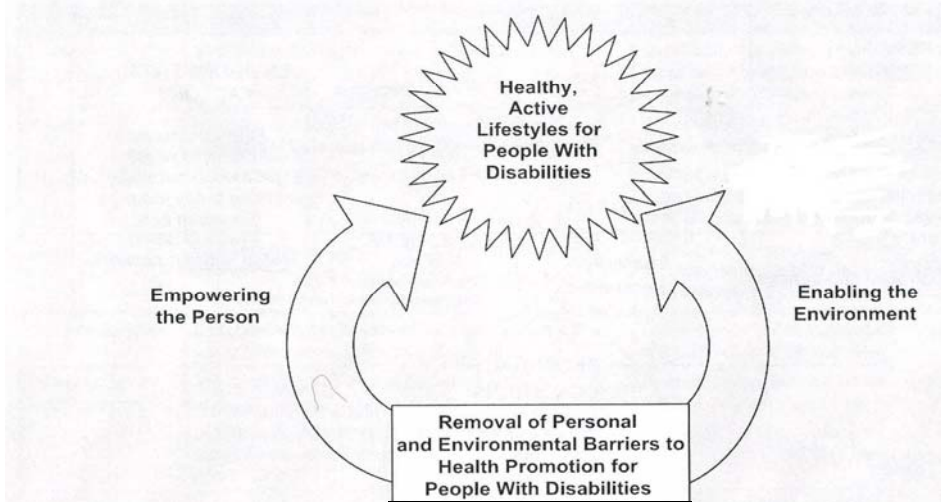 Healthy,
Active
Lifestyles for
People With
Disabilities
Empowering
the Person
Enabling the
Environment
Removal of Personal
and Environmental Barriers to
Health Promotion for
People With Disabilities